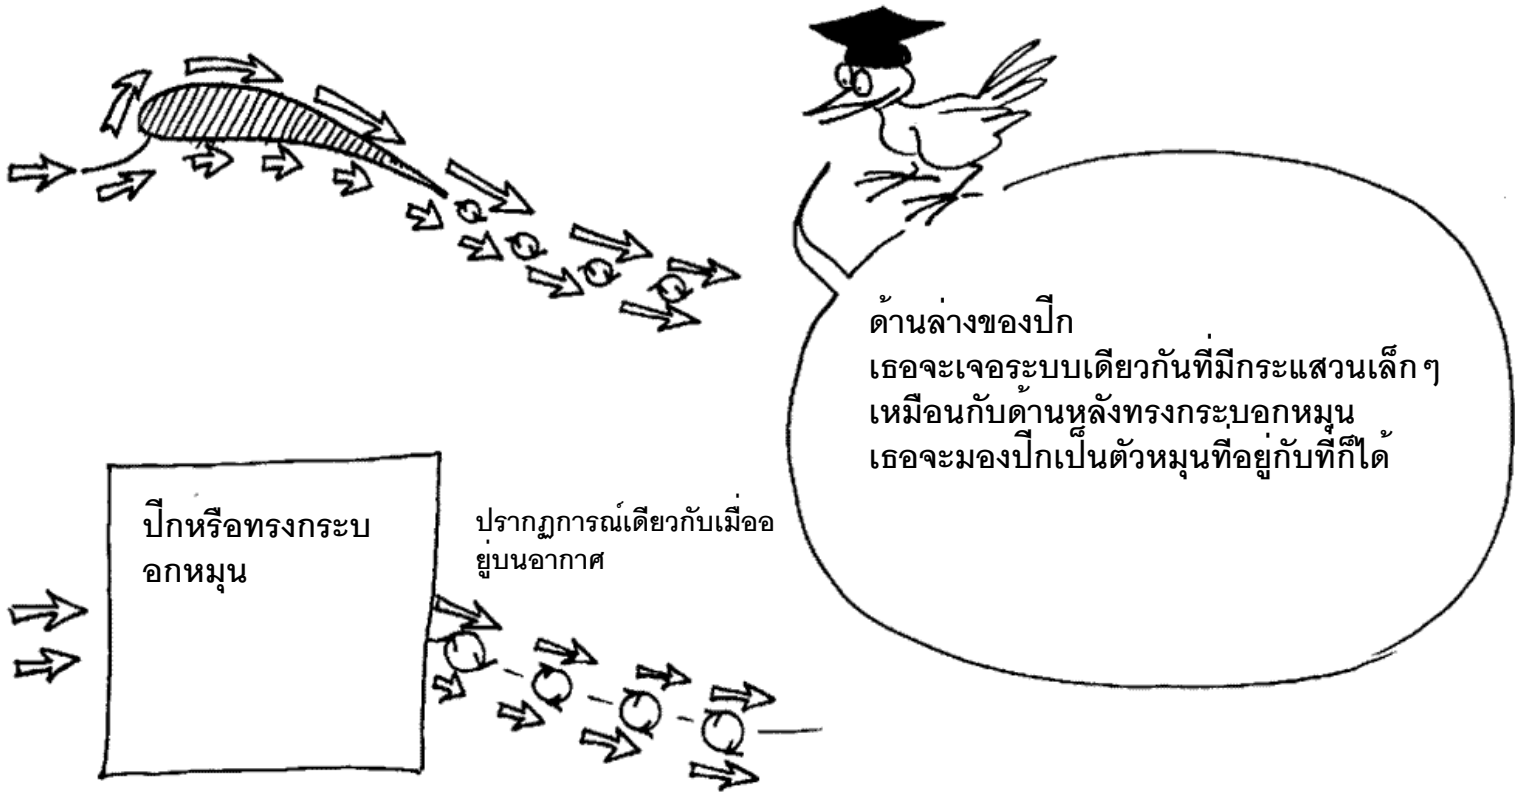 ด้านล่างของปีก
เธอจะเจอระบบเดียวกันที่มีกระแสวนเล็กๆ
เหมือนกับด้านหลังทรงกระบอกหมุน
เธอจะมองปีกเป็นตัวหมุนที่อยู่กับที่ก็ได้
ปีกหรือทรงกระบ
อกหมุน
ปรากฏการณ์เดียวกับเมื่ออ
ยู่บนอากาศ